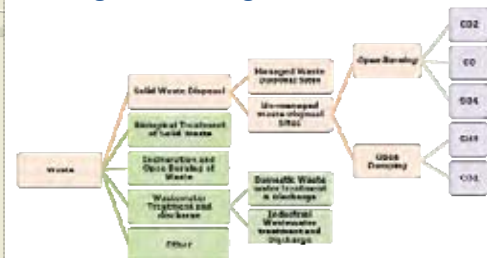 Waste
Solid Waste Disposal
Biological Treatment
of Solid Waste
Incineration and
Open Burning of
Waste
Wastewater
Treatment and
discharge
Other
Managed Waste
Disposal Sites
Un-managed
Waste Disposal
Sites
Domestic Waste
water treatment
& discharge
Industrial
Wastewater
treatment and
Discharge
Open Burning
Open
Dumping
CO2
CO
CH4